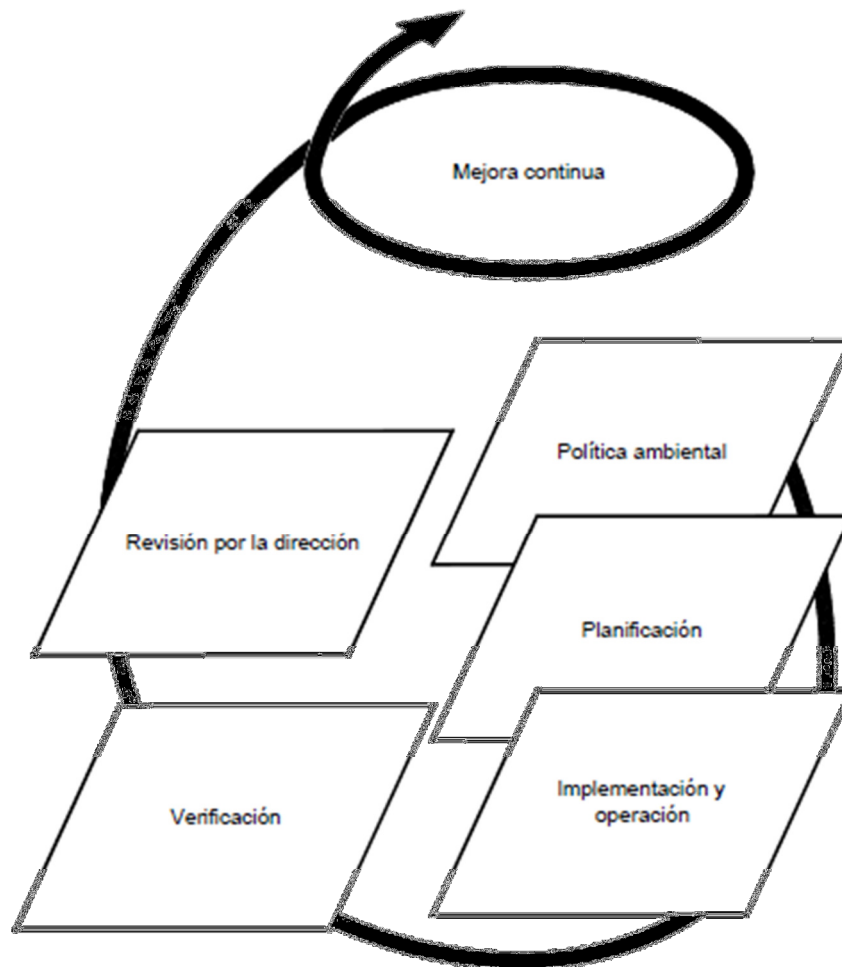 Mejora continua
Política ambiental
Revisión por la dirección
Planificación
Implementación y
operación
Verificación